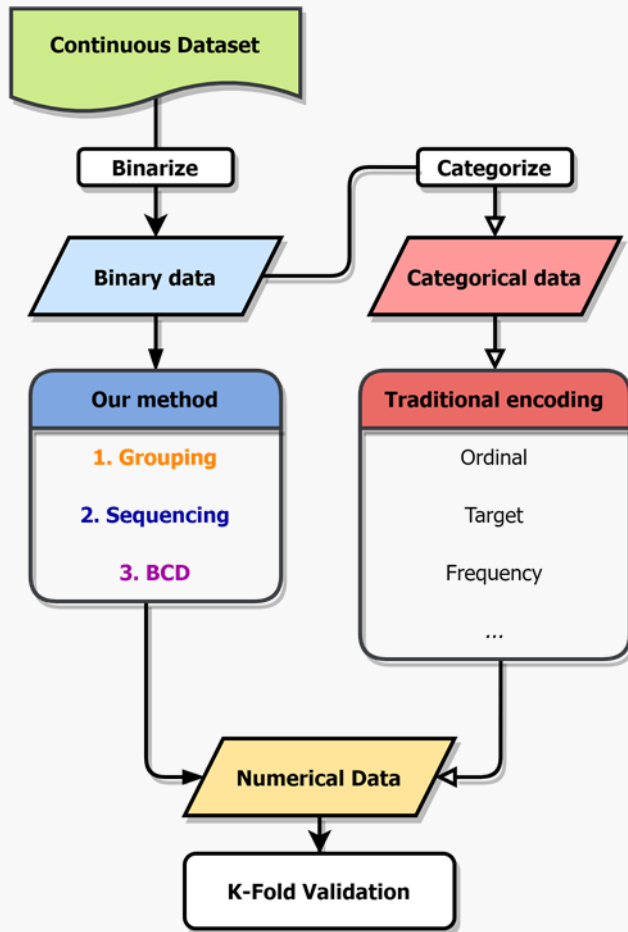 Continuous Dataset
Binarize
Categorize
Binary data
Categorical data
Our method
1. Grouping
2. Sequencing
3. BCD
Traditional encoding
Ordinal
Target
Frequency
...
Numerical Data
K-Fold Validation